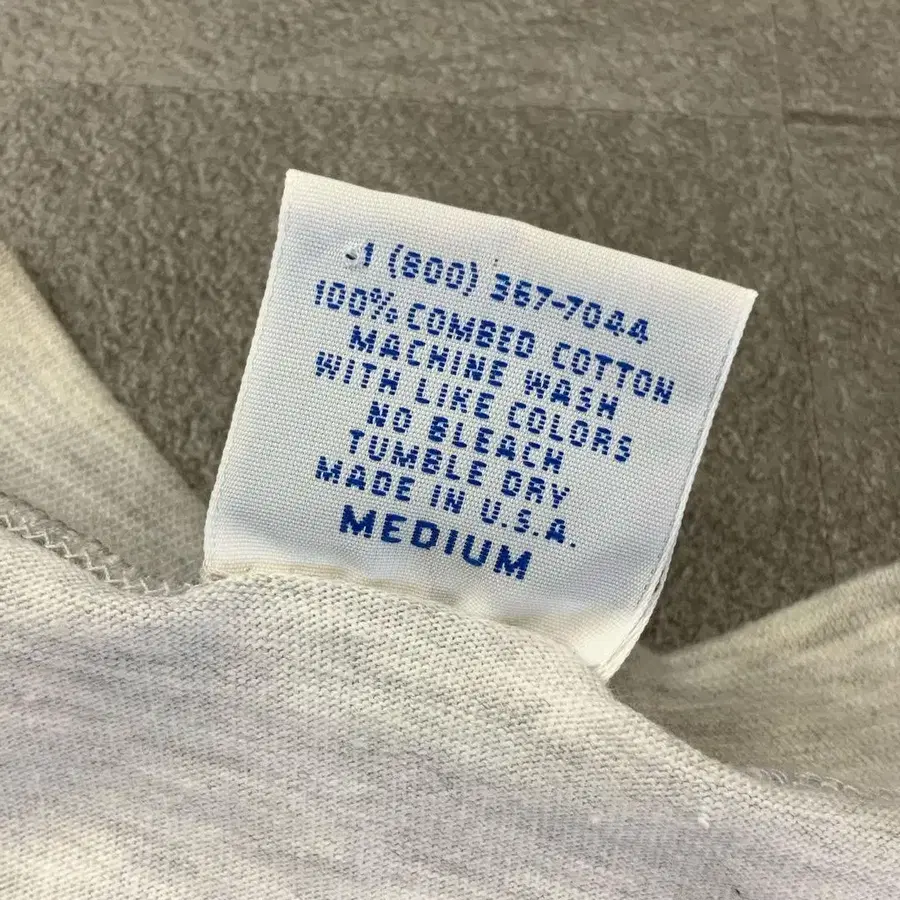 1 (800) 367-7044
100% COMBED COTTON
MACHINE WASH
WITH LIKE COLORS
NO BLEACH
TUMBLE DRY
MADE IN U.S.A.
MEDIUM